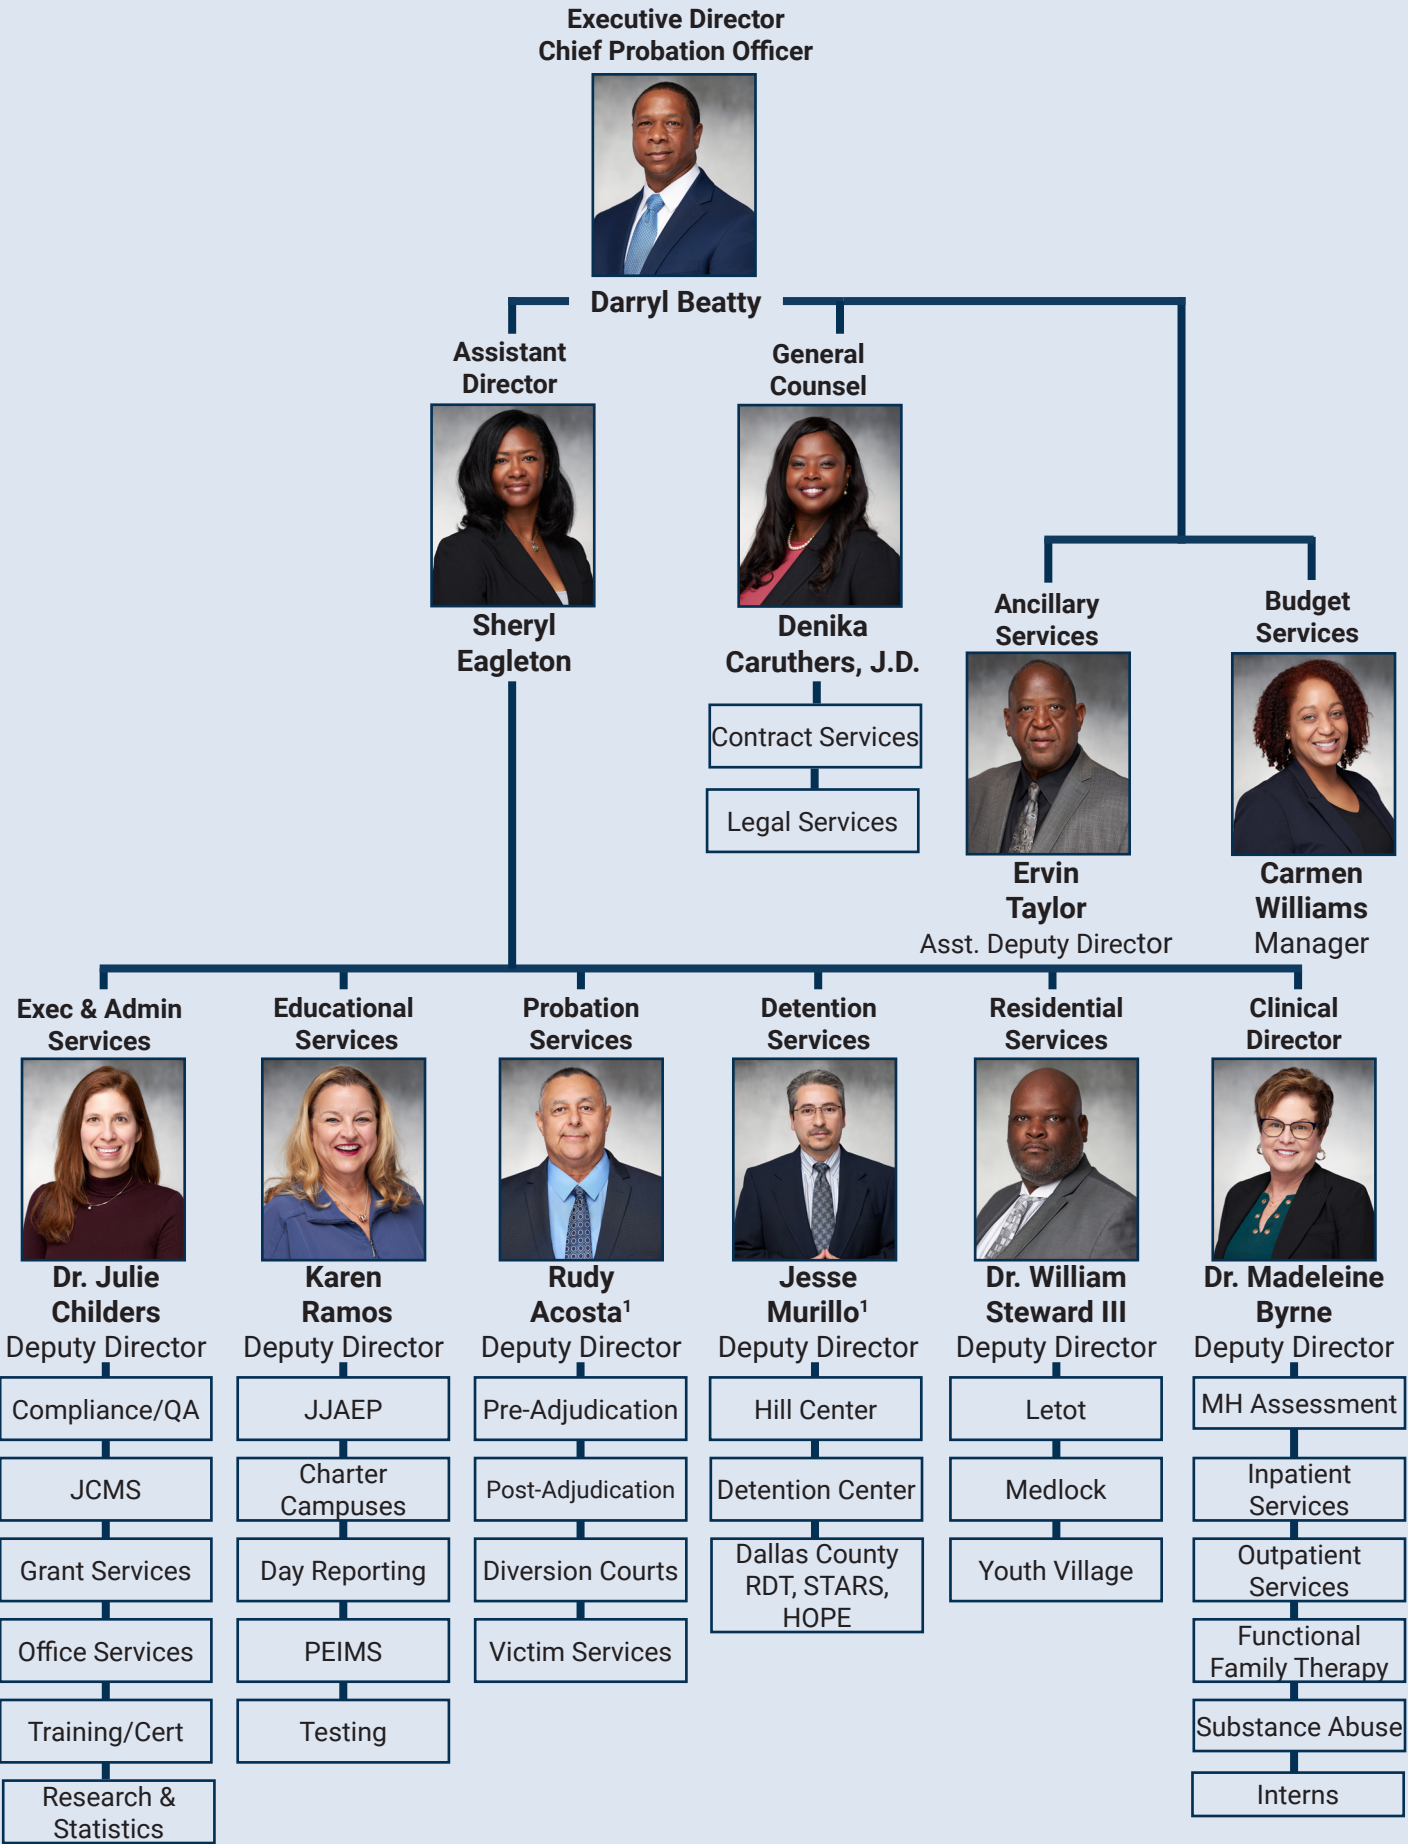 Executive Director
Chief Probation Officer
Darryl Beatty
Assistant
Director
Sheryl
Eagleton
General
Counsel
Denika
Caruthers, J.D.
Contract Services
Legal Services
Ancillary
Services
Ervin
Taylor
Asst. Deputy Director
Budget
Services
Carmen
Williams
Manager
Exec & Admin
Services
Dr. Julie
Childers
Deputy Director
Compliance/QA
JCMS
Grant Services
Office Services
Training/Cert
Research &
Statistics
Educational
Services
Karen
Ramos
Deputy Director
JJAEP
Charter
Campuses
Day Reporting
PEIMS
Testing
Probation
Services
Rudy
Acosta¹
Deputy Director
Pre-Adjudication
Post-Adjudication
Diversion Courts
Victim Services
Detention
Services
Jesse
Murillo¹
Deputy Director
Hill Center
Detention Center
Dallas County
RDT, STARS,
HOPE
Residential
Services
Dr. William
Steward III
Deputy Director
Letot
Medlock
Youth Village
Clinical
Director
Dr. Madeleine
Byrne
Deputy Director
MH Assessment
Inpatient
Services
Outpatient
Services
Functional
Family Therapy
Substance Abuse
Interns